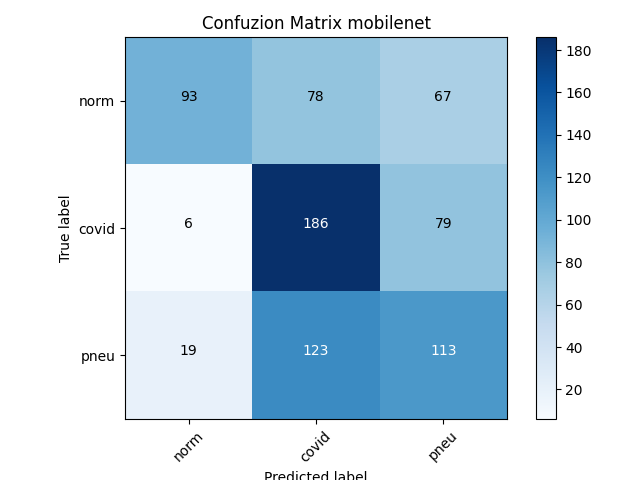 Confuzion Matrix mobilenet
norm 93 78 67
covid 6 186 79
pneu 19 123 113
norm covid pneu
True label
Predicted label
180
160
140
120
100
80
60
40
20